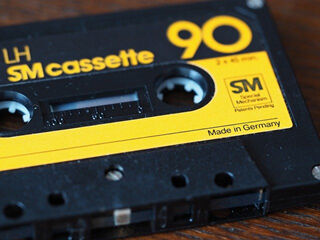 LH
SM cassette 90
2 x 45 min.
SM
Special
Mechanism
Patents Pending
Made in Germany